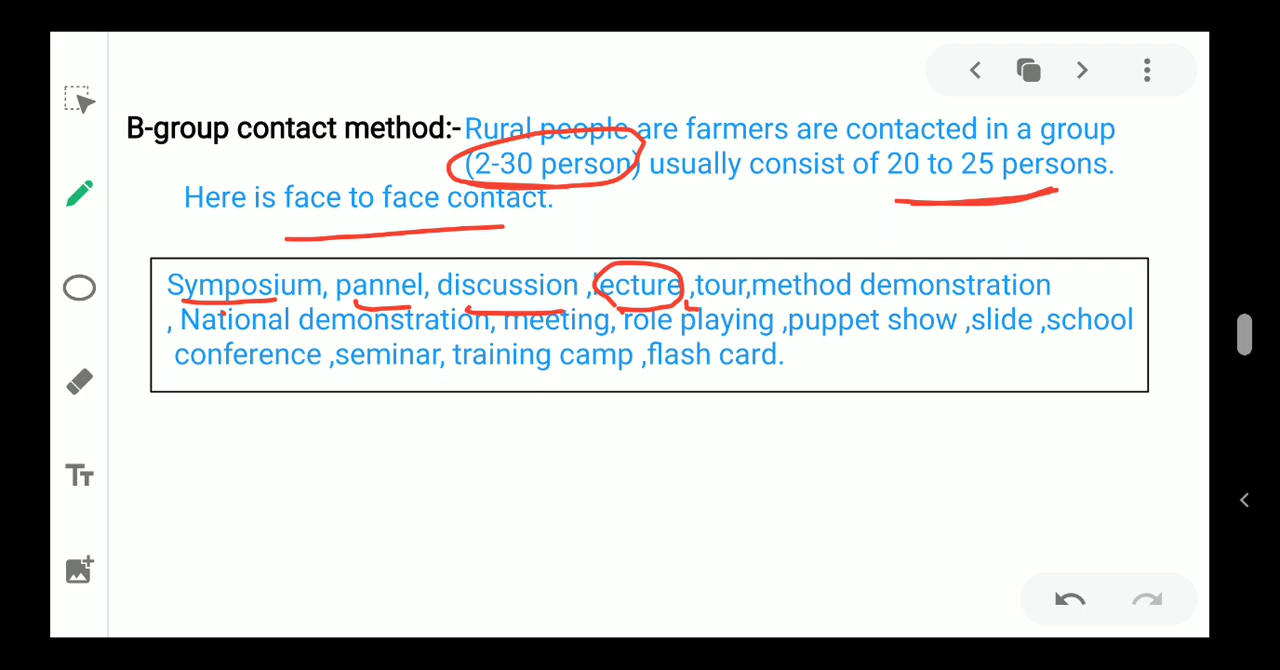 B-group contact method:- Rural people are farmers are contacted in a group
(2-30 person) usually consist of 20 to 25 persons.
Here is face to face contact.
Symposium, pannel, discussion ,lecture ,tour,method demonstration
, National demonstration, meeting, role playing ,puppet show ,slide ,school
conference ,seminar, training camp ,flash card.
TT